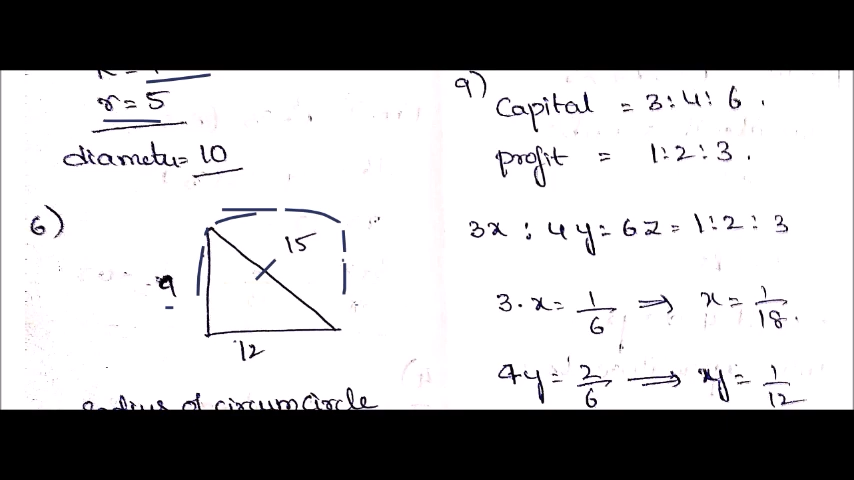 r = 5
diameter = 10
6)
15
9
12
radius of circumcircle
9)
Capital = 3:4:6.
profit = 1:2:3.
3x : 4y = 6z = 1:2:3
3·x = 1/6 ⇒ x = 1/18.
4y = 2/6 ⇒ xy = 1/12